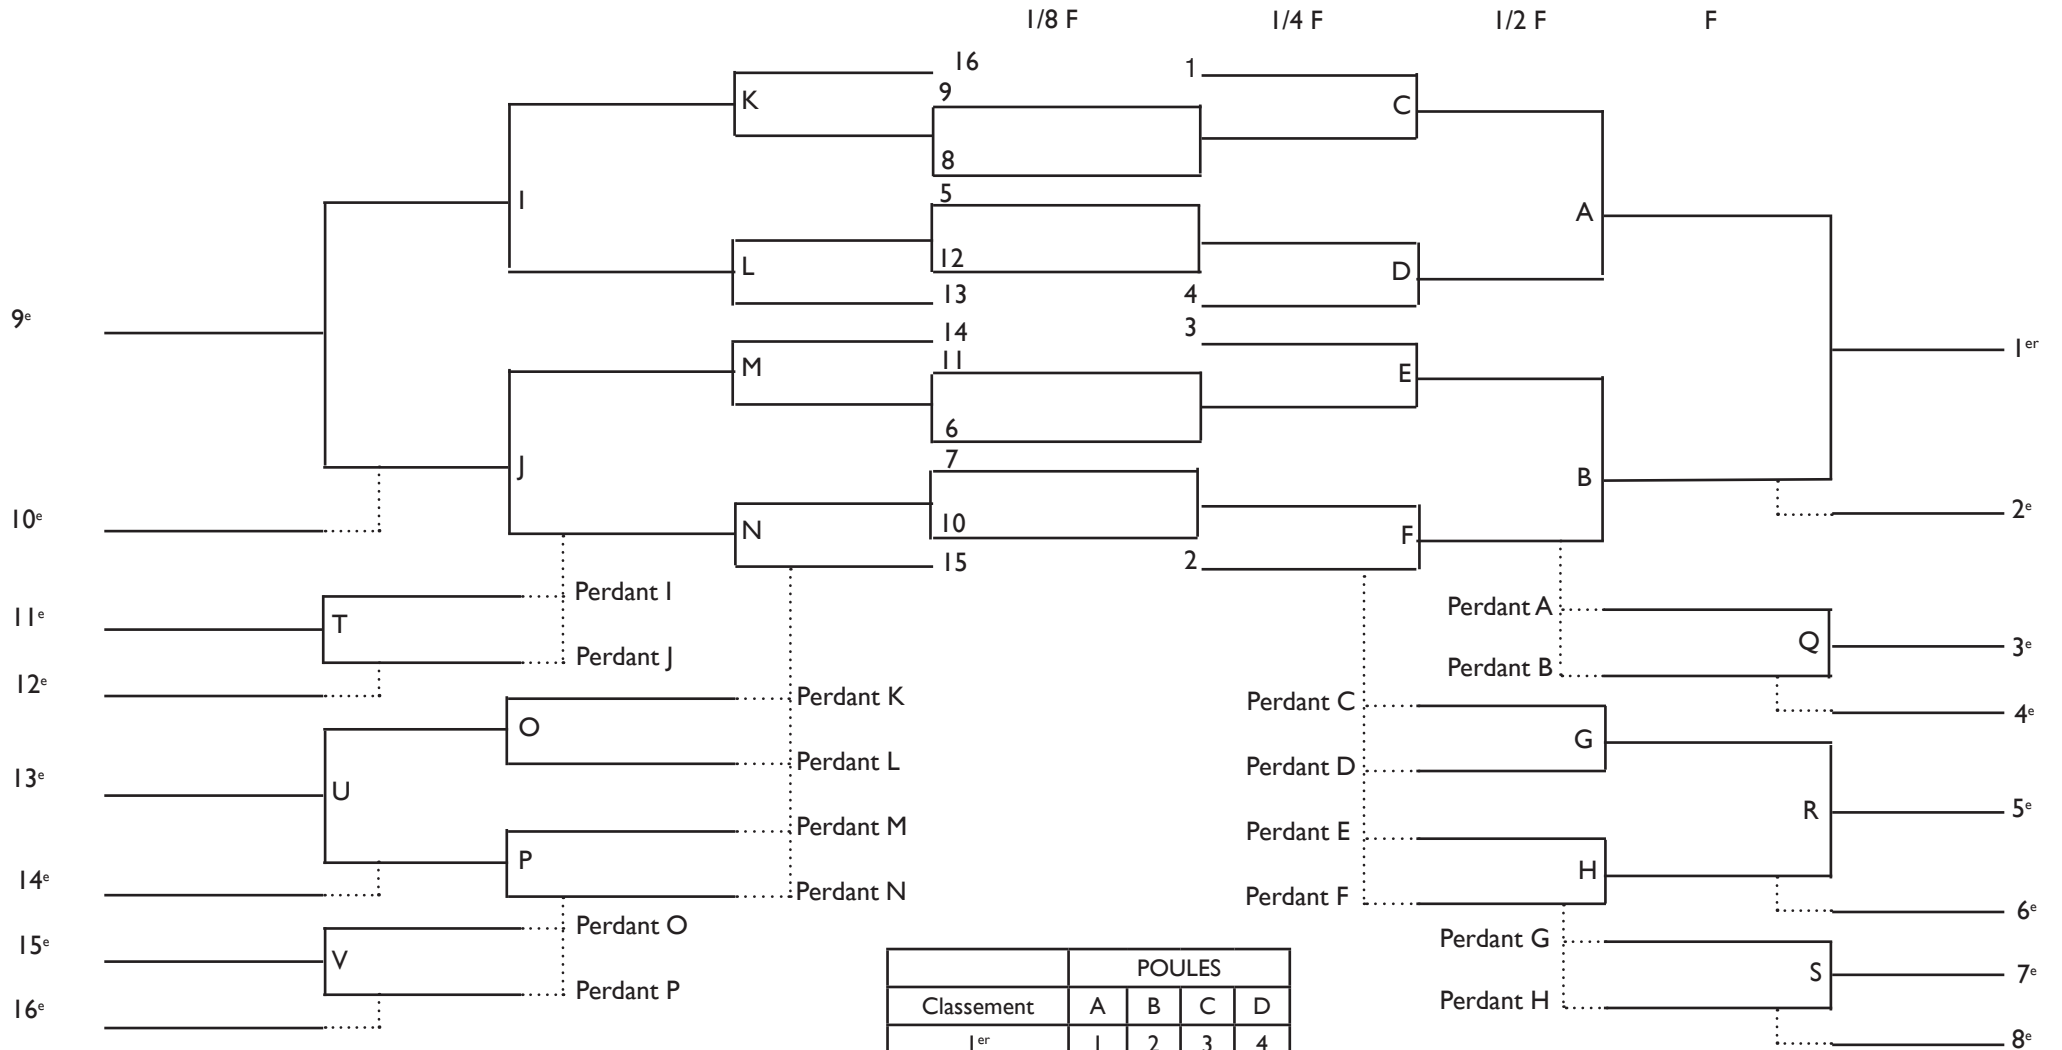 1/8 F 1/4 F 1/2 F F
16
1
9
K
C
8
5
I
A
12
L
D
13
4
9e
14
3
11
1er
M
E
6
7
J
B
10e
10
2e
N
F
15
2
Perdant I
Perdant A
11e
T
Q
3e
Perdant J
Perdant B
12e
Perdant K
Perdant C
4e
O
G
Perdant L
Perdant D
13e
U
R
5e
Perdant M
Perdant E
P
H
14e
Perdant N
Perdant F
6e
Perdant O
Perdant G
15e
V
POULES
S
7e
Perdant P
Perdant H
16e
Classement A B C D
1er 1 2 3 4
8e